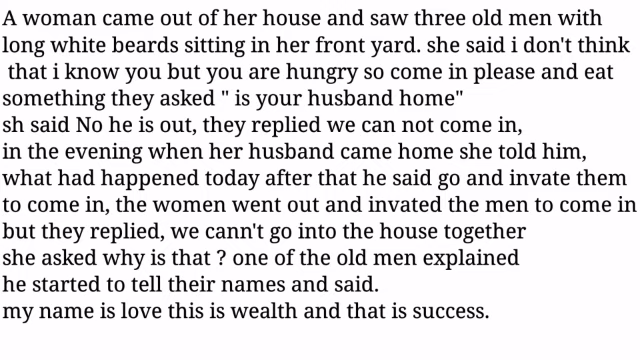 A woman came out of her house and saw three old men with
long white beards sitting in her front yard. she said i don't think
that i know you but you are hungry so come in please and eat
something they asked " is your husband home"
sh said No he is out, they replied we can not come in,
in the evening when her husband came home she told him,
what had happened today after that he said go and invate them
to come in, the women went out and invated the men to come in
but they replied, we cann't go into the house together
she asked why is that ? one of the old men explained
he started to tell their names and said.
my name is love this is wealth and that is success.